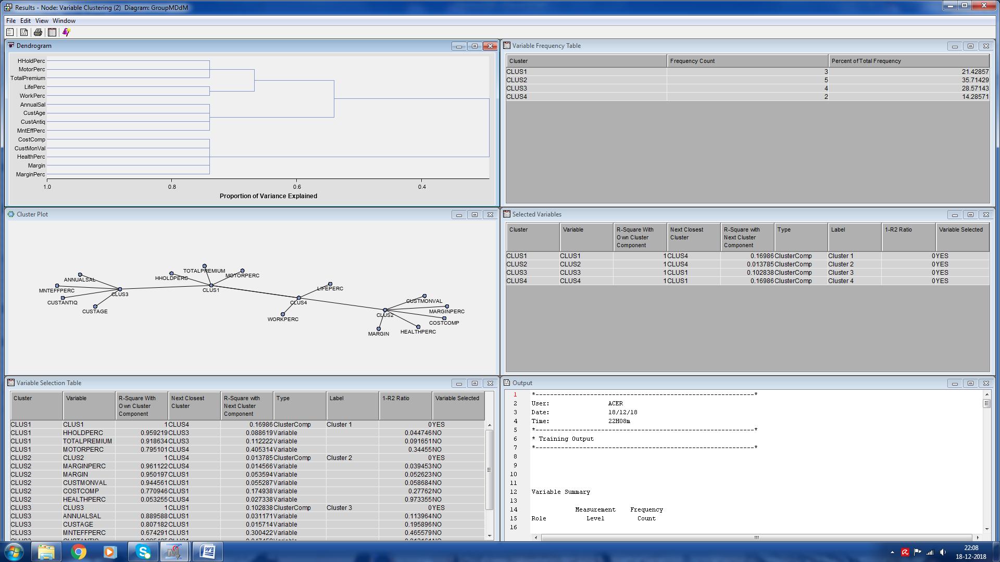 Results - Node: Variable Clustering (2) Diagram: GroupMDdM
File Edit View Window
Dendrogram
HHoldPerc
MotorPerc
TotalPremium
LifePerc
WorkPerc
AnnualSal
CustAge
CustAntiq
MntEffPerc
CostComp
CustMonVal
HealthPerc
Margin
MarginPerc
1.0 0.8 0.6 0.4
Proportion of Variance Explained
Variable Frequency Table
Cluster Frequency Count Percent of Total Frequency
CLUS1 3 21.42857
CLUS2 5 35.71429
CLUS3 4 28.57143
CLUS4 2 14.28571
Cluster Plot
ANNUALSAL
MNTEFFPERC
CUSTANTIQ
CUSTAGE
CLUS3
HHOLDPERC
TOTALPREMIUM
MOTORPERC
CLUS1
LIFEPERC
CLUS4
WORKPERC
CUSTMONVAL
MARGINPERC
CLUS2
COSTCOMP
HEALTHPERC
MARGIN
Selected Variables
Cluster Variable R-Square With Own Cluster Component Next Closest Cluster R-Square with Next Cluster Component Type Label 1-R2 Ratio Variable Selected
CLUS1 CLUS1 1 CLUS4 0.16986 ClusterComp Cluster 1 0 YES
CLUS2 CLUS2 1 CLUS4 0.013785 ClusterComp Cluster 2 0 YES
CLUS3 CLUS3 1 CLUS1 0.102838 ClusterComp Cluster 3 0 YES
CLUS4 CLUS4 1 CLUS1 0.16986 ClusterComp Cluster 4 0 YES
Variable Selection Table
Cluster Variable R-Square With Own Cluster Component Next Closest Cluster R-Square with Next Cluster Component Type Label 1-R2 Ratio Variable Selected
CLUS1 CLUS1 1 CLUS4 0.16986 ClusterComp Cluster 1 0 YES
CLUS1 HHOLDPERC 0.959219 CLUS3 0.088619 Variable 0.044746 NO
CLUS1 TOTALPREMIUM 0.918634 CLUS3 0.112222 Variable 0.091651 NO
CLUS1 MOTORPERC 0.795101 CLUS4 0.405314 Variable 0.34455 NO
CLUS2 CLUS2 1 CLUS4 0.013785 ClusterComp Cluster 2 0 YES
CLUS2 MARGINPERC 0.961122 CLUS4 0.014566 Variable 0.039453 NO
CLUS2 MARGIN 0.950197 CLUS1 0.053594 Variable 0.052623 NO
CLUS2 CUSTMONVAL 0.944561 CLUS1 0.055287 Variable 0.058684 NO
CLUS2 COSTCOMP 0.770946 CLUS1 0.174938 Variable 0.27762 NO
CLUS2 HEALTHPERC 0.053255 CLUS4 0.027338 Variable 0.973355 NO
CLUS3 CLUS3 1 CLUS1 0.102838 ClusterComp Cluster 3 0 YES
CLUS3 ANNUALSAL 0.889588 CLUS1 0.031171 Variable 0.113964 NO
CLUS3 CUSTAGE 0.807182 CLUS1 0.015714 Variable 0.195896 NO
CLUS3 MNTEFFPERC 0.674291 CLUS1 0.300422 Variable 0.465579 NO
Output
1 *------------------------------------------------------------*
2 User: ACER
3 Date: 18/12/18
4 Time: 22H08m
5 *------------------------------------------------------------*
6 * Training Output
7 *------------------------------------------------------------*
8
9
10
11
12 Variable Summary
13
14 Measurement Frequency
15 Role Level Count
16
22:08
18-12-2018